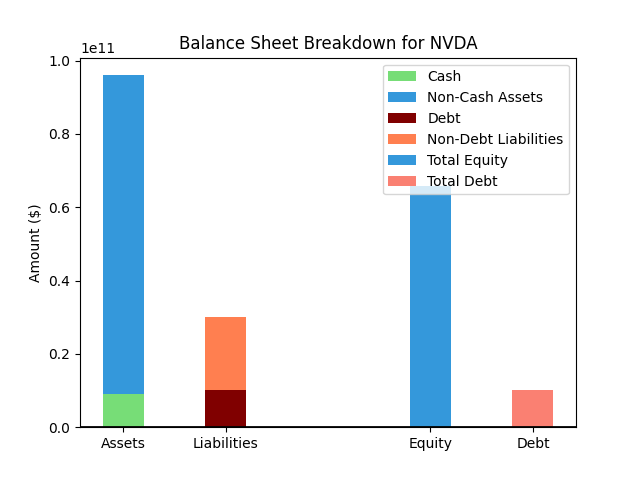 Balance Sheet Breakdown for NVDA
1e11
1.0
0.8
0.6
0.4
0.2
0.0
Amount ($)
Cash
Non-Cash Assets
Debt
Non-Debt Liabilities
Total Equity
Total Debt
Assets
Liabilities
Equity
Debt